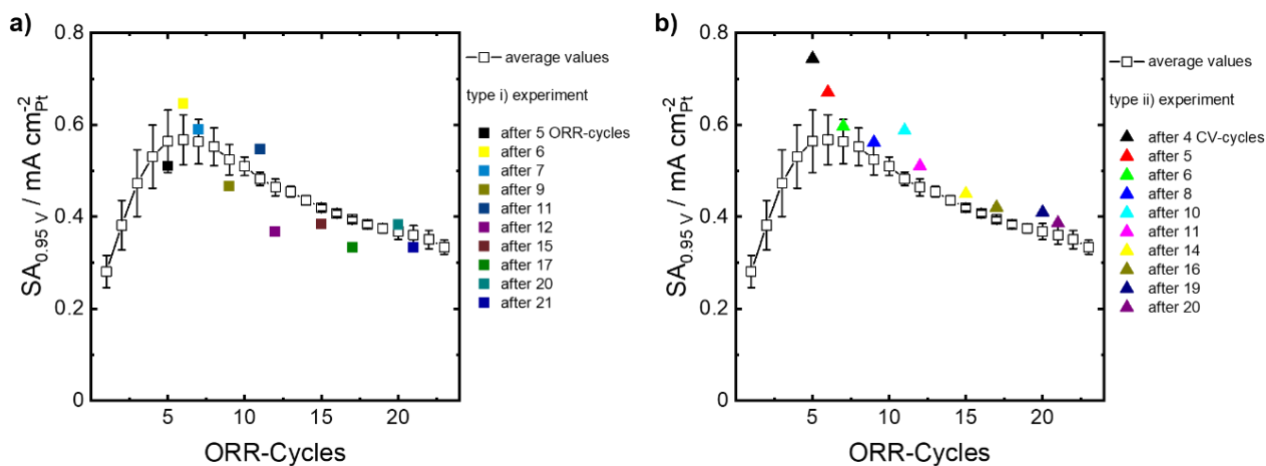 a)
SA0.95 V / mA cm-2Pt
0.8
0.6
0.4
0.2
0
5 10 15 20
ORR-Cycles
average values
type i) experiment
after 5 ORR-cycles
after 6
after 7
after 9
after 11
after 12
after 15
after 17
after 20
after 21
b)
SA0.95 V / mA cm-2Pt
0.8
0.6
0.4
0.2
0
5 10 15 20
ORR-Cycles
average values
type ii) experiment
after 4 CV-cycles
after 5
after 6
after 8
after 10
after 11
after 14
after 16
after 19
after 20